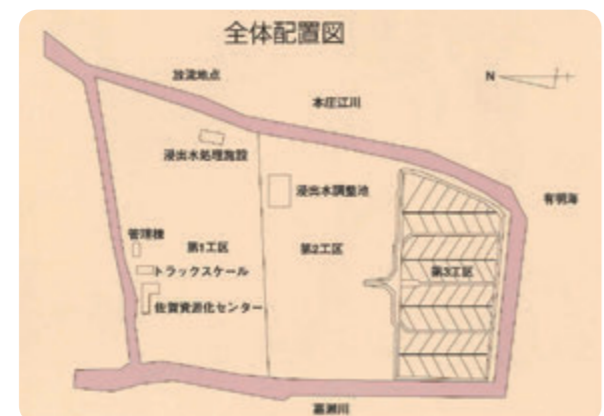 全体配置図
放流地点
本庄江川
N
浸出水処理施設
浸出水調整池
有明海
管理棟
第1工区
第2工区
第3工区
トラックスケール
佐賀資源化センター
嘉瀬川